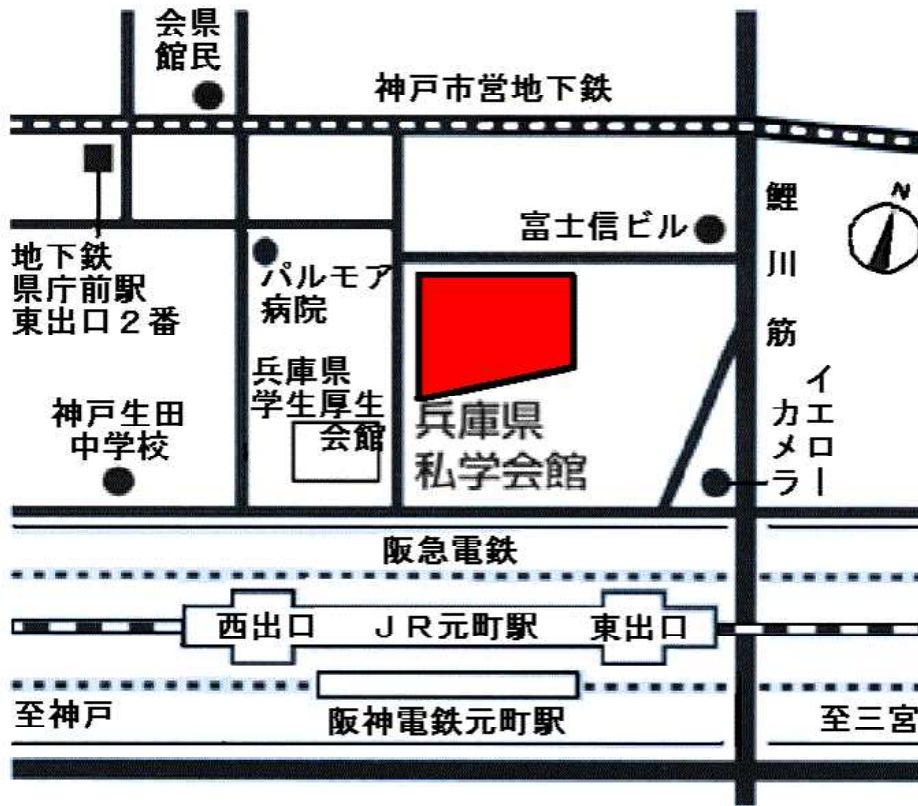 会県
館民
神戸市営地下鉄
N
鯉川筋
富士信ビル
地下鉄
県庁前駅
東出口２番
パルモア
病院
兵庫県
学生厚生
会館
神戸生田
中学校
兵庫県
私学会館
イエロー
カメラ
阪急電鉄
西出口
ＪＲ元町駅
東出口
至神戸
阪神電鉄元町駅
至三宮